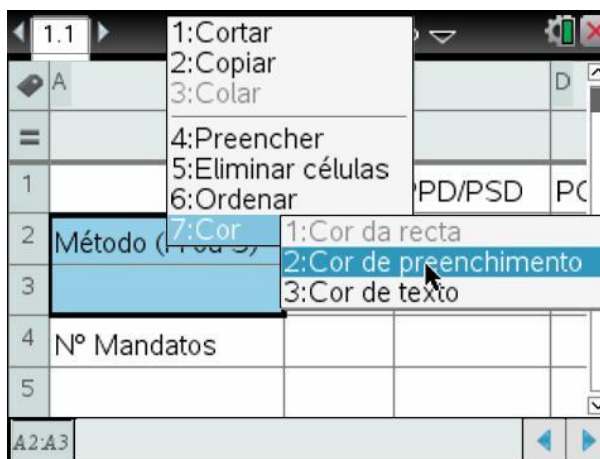 1.1
1:Cortar
2:Copiar
3:Colar
4:Preencher
5:Eliminar células
6:Ordenar
7:Cor
1:Cor da recta
2:Cor de preenchimento
3:Cor de texto
A D
=
1 PPD/PSD
2 Método (
3
4 Nº Mandatos
5
A2:A3